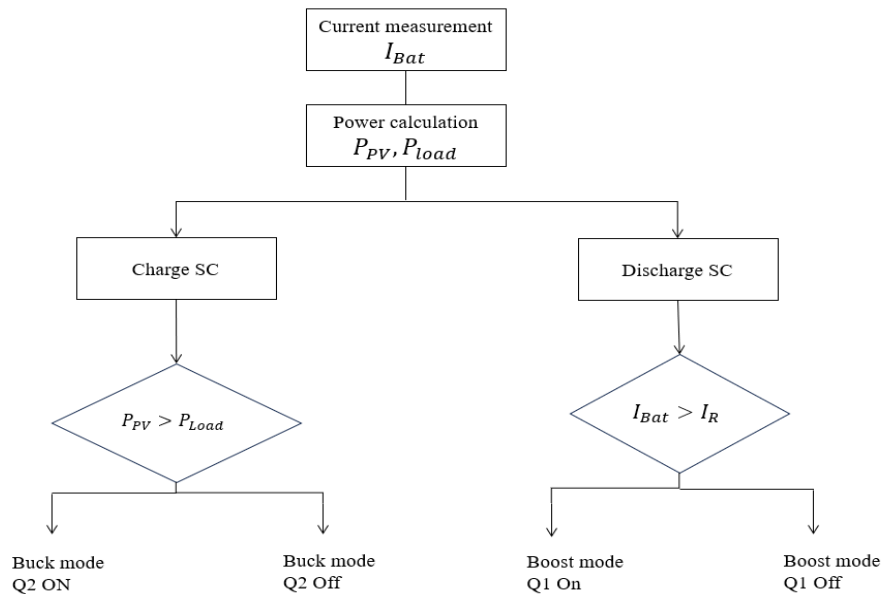 Current measurement
I_Bat
Power calculation
P_PV, P_load
Charge SC
Discharge SC
P_PV > P_Load
I_Bat > I_R
Buck mode
Q2 ON
Buck mode
Q2 Off
Boost mode
Q1 On
Boost mode
Q1 Off